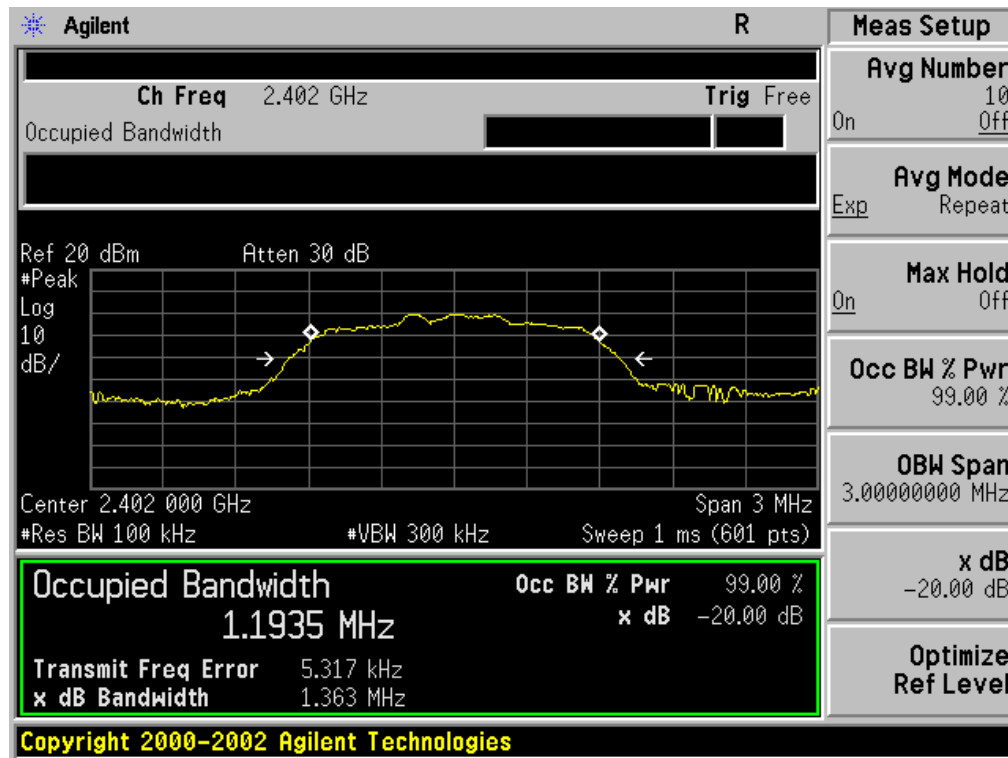 Agilent R
Ch Freq 2.402 GHz Trig Free
Occupied Bandwidth
Ref 20 dBm Atten 30 dB
#Peak
Log
10
dB/
Center 2.402 000 GHz Span 3 MHz
#Res BW 100 kHz #VBW 300 kHz Sweep 1 ms (601 pts)
Occupied Bandwidth
1.1935 MHz
Occ BW % Pwr 99.00 %
x dB -20.00 dB
Transmit Freq Error 5.317 kHz
x dB Bandwidth 1.363 MHz
Copyright 2000-2002 Agilent Technologies
Meas Setup
Avg Number
10
On Off
Avg Mode
Exp Repeat
Max Hold
On Off
Occ BW % Pwr
99.00 %
OBW Span
3.00000000 MHz
x dB
-20.00 dB
Optimize
Ref Level